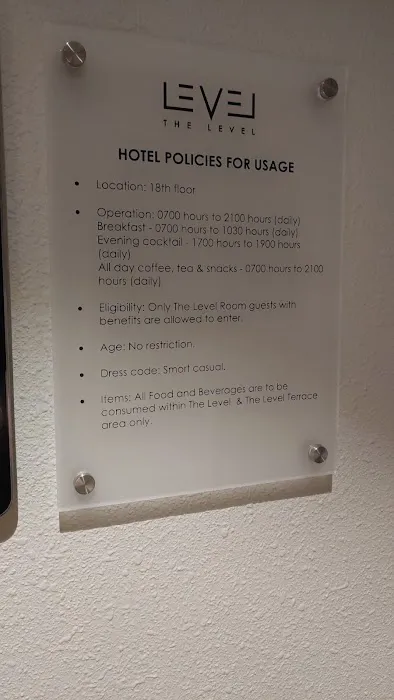 LEVEL
THE LEVEL
HOTEL POLICIES FOR USAGE
• Location: 18th floor
• Operation: 0700 hours to 2100 hours (daily)
Breakfast - 0700 hours to 1030 hours (daily)
Evening cocktail - 1700 hours to 1900 hours
(daily)
All day coffee, tea & snacks - 0700 hours to 2100
hours (daily)
• Eligibility: Only The Level Room guests with
benefits are allowed to enter.
• Age: No restriction.
• Dress code: Smart casual.
• Items: All Food and Beverages are to be
consumed within The Level & The Level Terrace
area only.